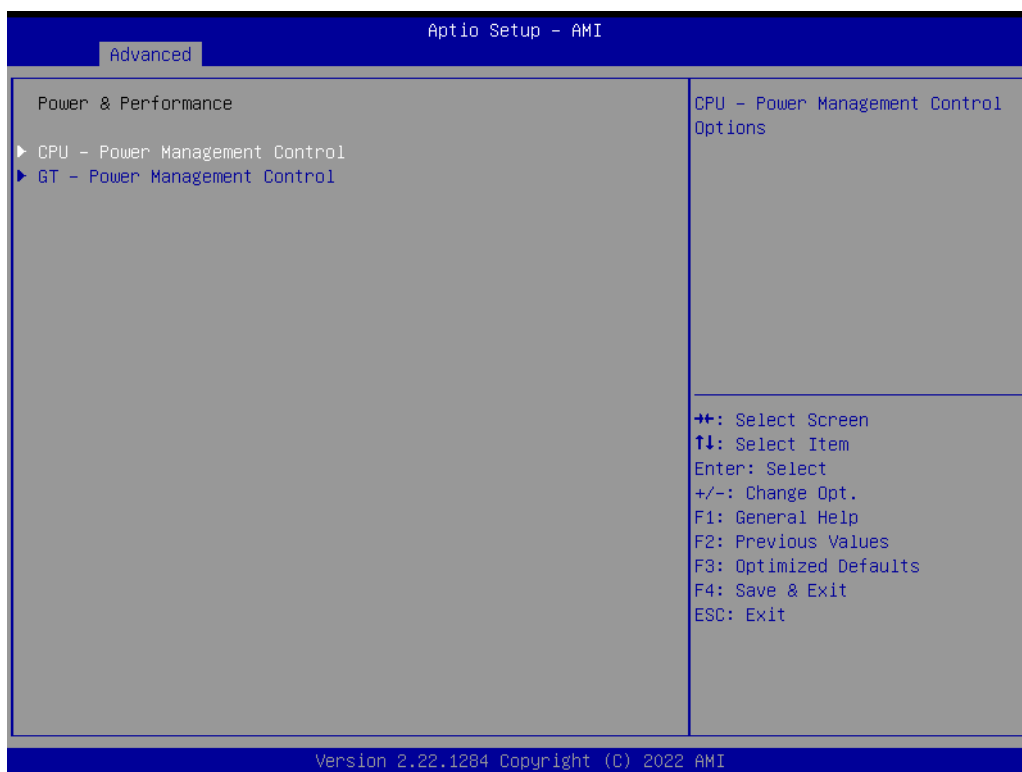 Aptio Setup – AMI
Advanced
Power & Performance
▶ CPU – Power Management Control
▶ GT – Power Management Control
CPU – Power Management Control
Options
→←: Select Screen
↑↓: Select Item
Enter: Select
+/-: Change Opt.
F1: General Help
F2: Previous Values
F3: Optimized Defaults
F4: Save & Exit
ESC: Exit
Version 2.22.1284 Copyright (C) 2022 AMI